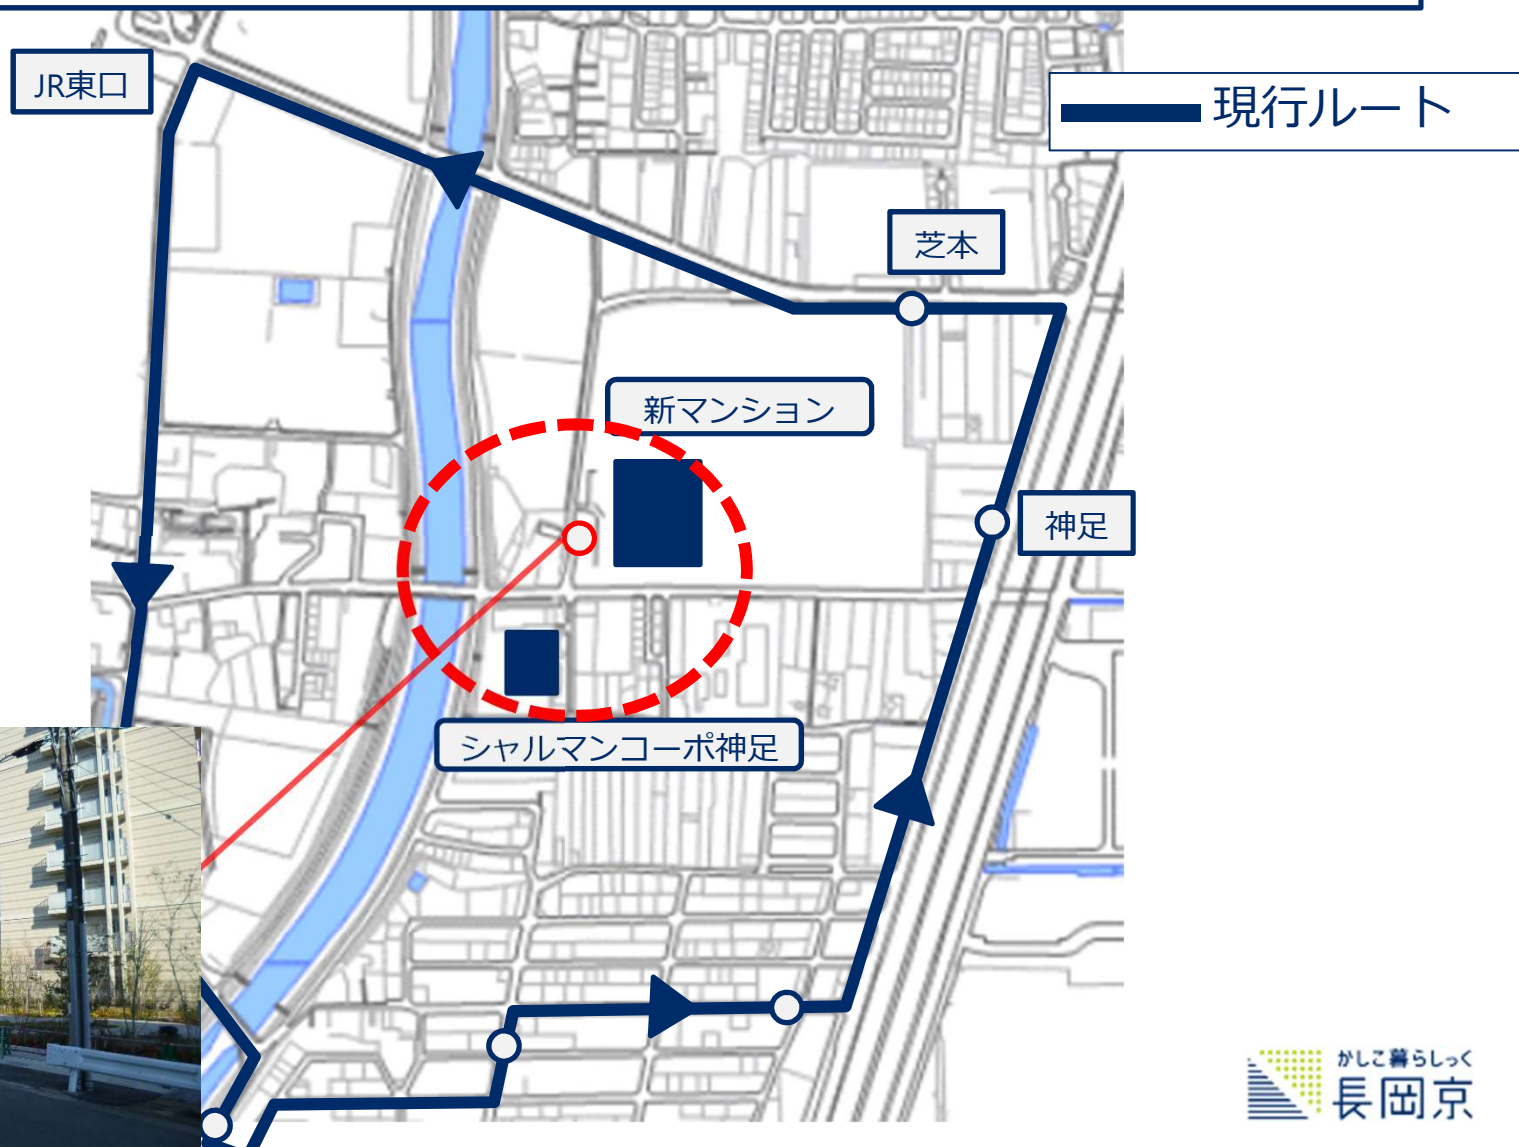 JR東口
現行ルート
芝本
新マンション
神足
シャルマンコーポ神足
かしこ暮らしっく
長岡京